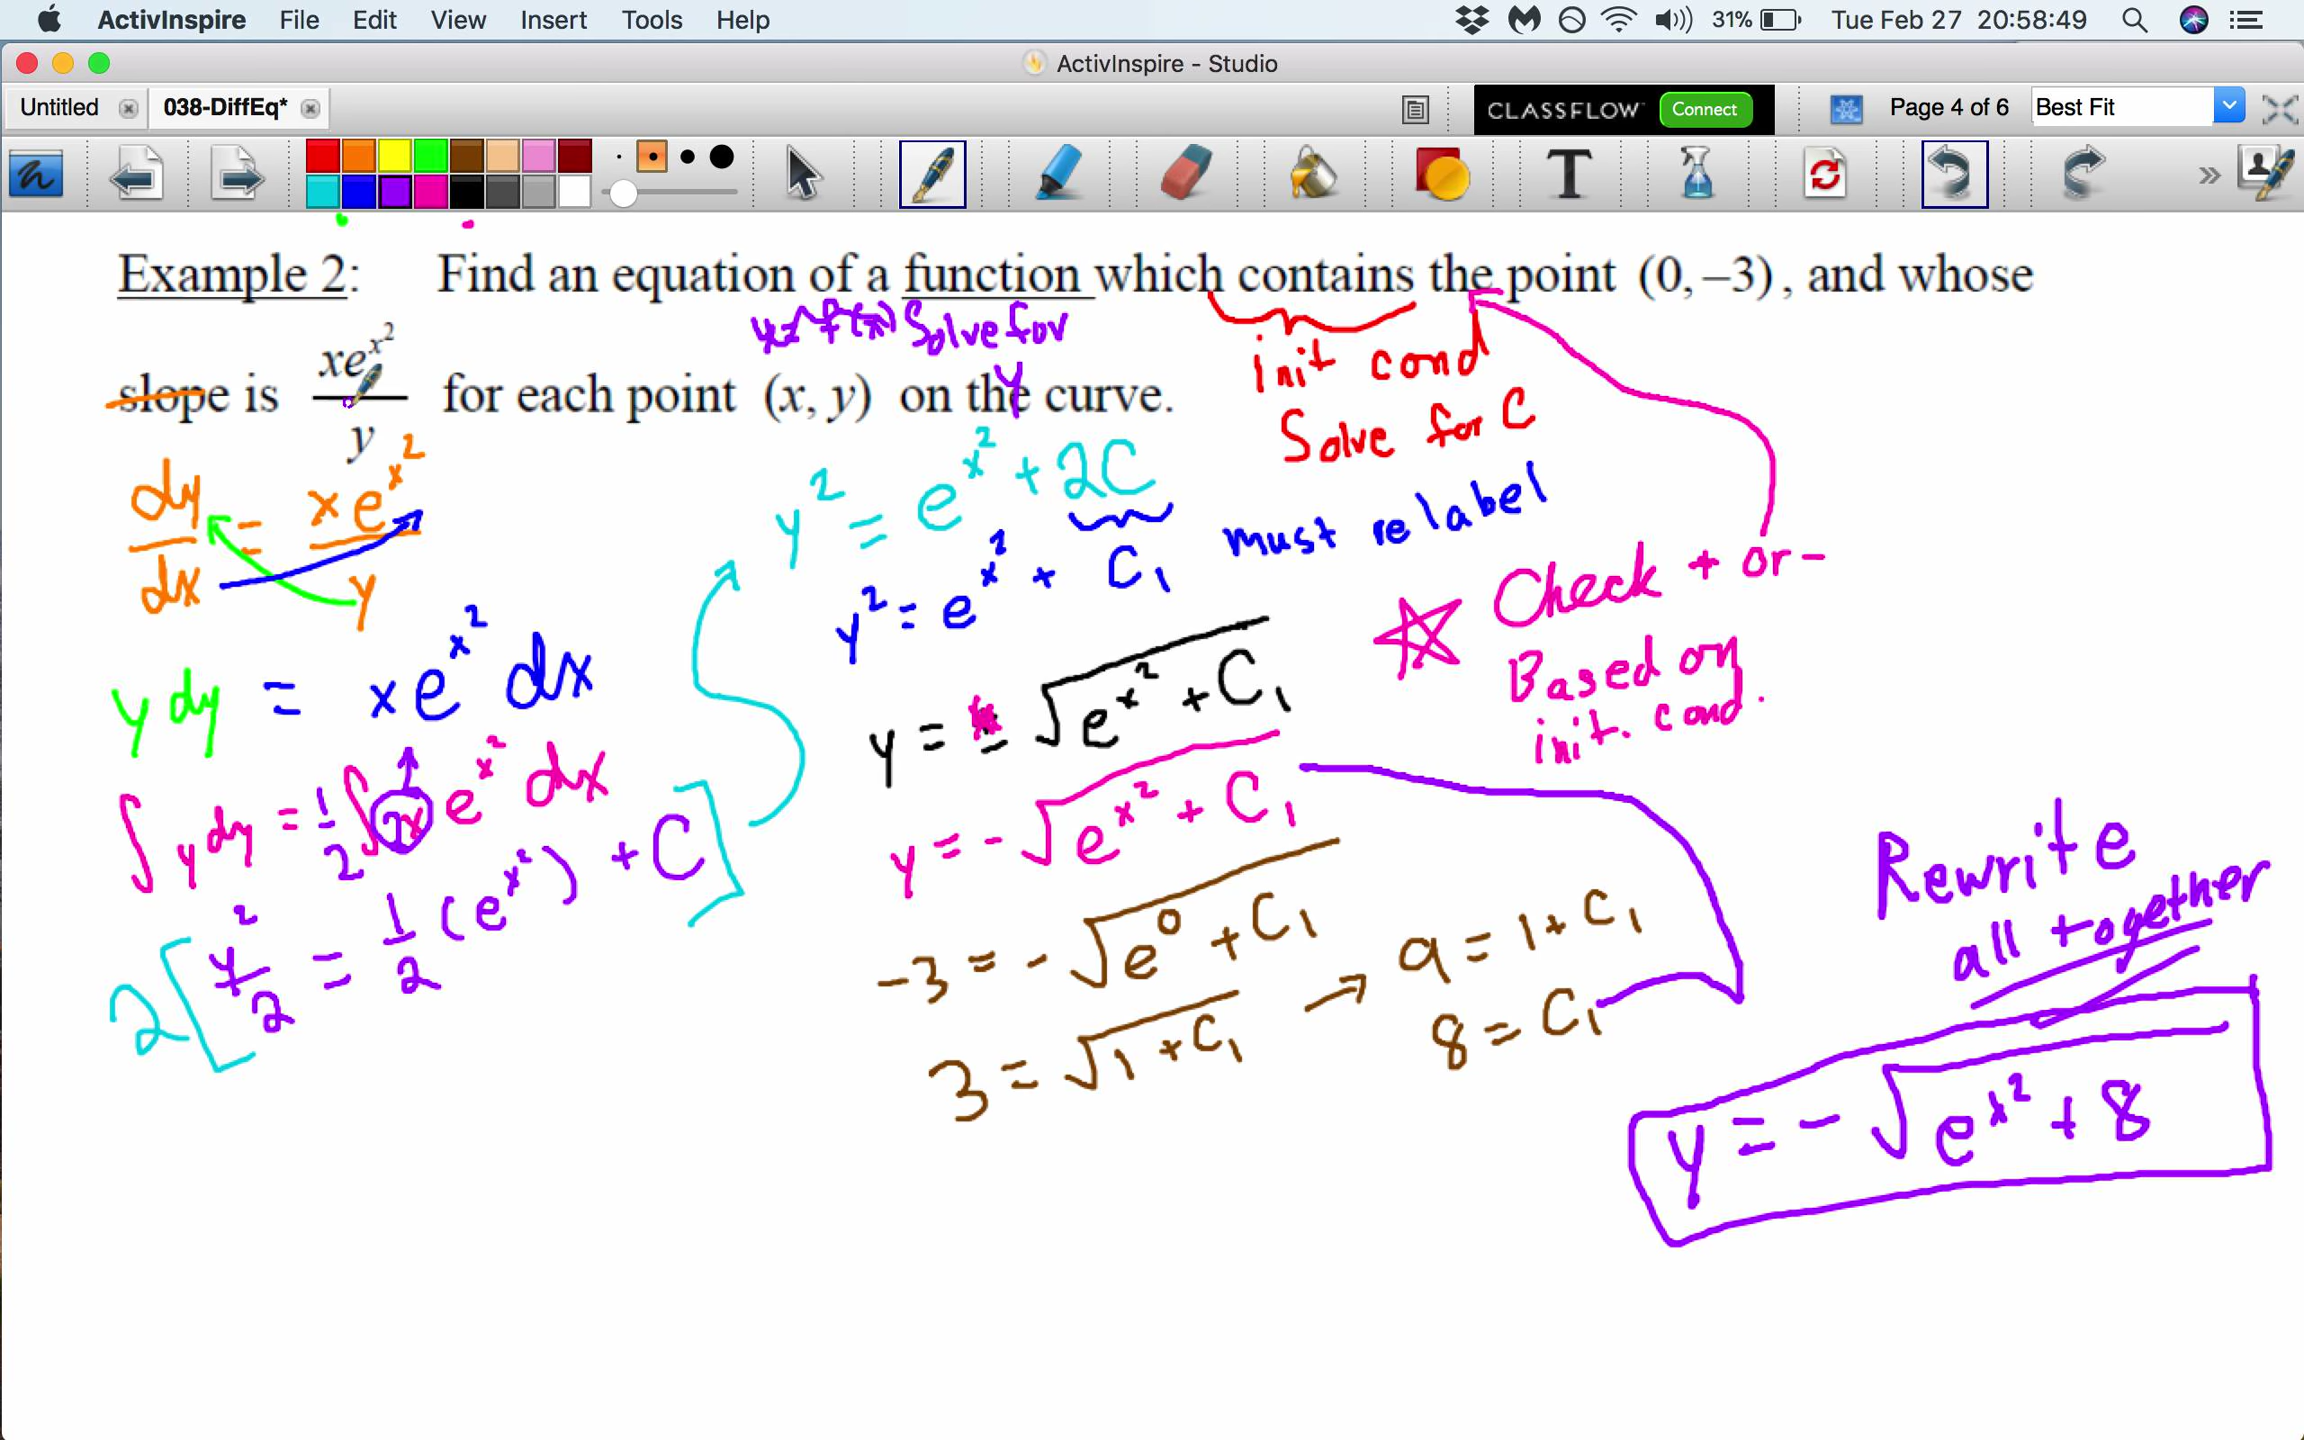 ActivInspire File Edit View Insert Tools Help 31% Tue Feb 27 20:58:49
ActivInspire - Studio
Untitled 038-DiffEq* CLASSFLOW Connect Page 4 of 6 Best Fit
Example 2: Find an equation of a function which contains the point (0, –3), and whose
slope is xe^x²/y for each point (x, y) on the curve.
y = f(x) Solve for y
init cond
Solve for C
dy/dx = xe^x²/y
y dy = xe^x² dx
∫ y dy = 1/2 ∫ 2x e^x² dx
2[y²/2 = 1/2 (e^x²) + C]
y² = e^x² + 2C
y² = e^x² + C₁ must relabel
y = ± √(e^x² + C₁)
Check + or -
Based on
init. cond.
y = - √(e^x² + C₁)
-3 = - √(e⁰ + C₁)
3 = √(1 + C₁)
→ 9 = 1 + C₁
8 = C₁
Rewrite
all together
y = - √(e^x² + 8)